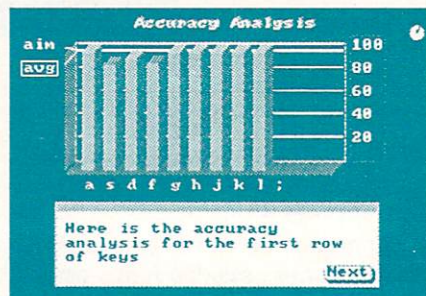 Accuracy Analysis
aim
avg
100
80
60
40
20
a s d f g h j k l ;
Here is the accuracy
analysis for the first row
of keys
Next